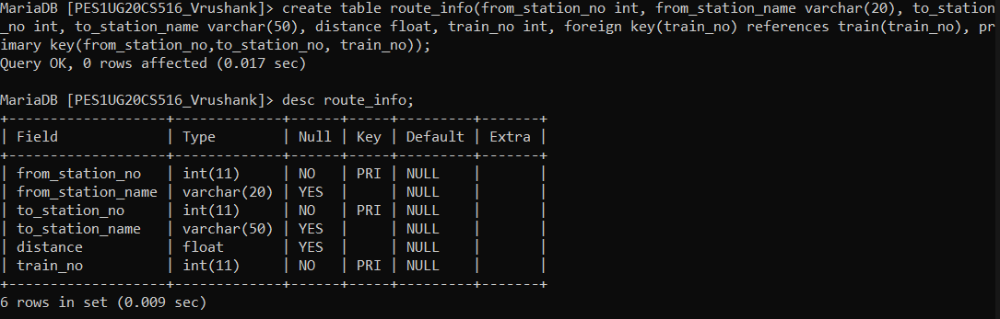 MariaDB [PES1UG20CS516_Vrushank]> create table route_info(from_station_no int, from_station_name varchar(20), to_station
_no int, to_station_name varchar(50), distance float, train_no int, foreign key(train_no) references train(train_no), pr
imary key(from_station_no,to_station_no, train_no));
Query OK, 0 rows affected (0.017 sec)

MariaDB [PES1UG20CS516_Vrushank]> desc route_info;
+-------------------+-------------+------+-----+---------+-------+
| Field             | Type        | Null | Key | Default | Extra |
+-------------------+-------------+------+-----+---------+-------+
| from_station_no   | int(11)     | NO   | PRI | NULL    |       |
| from_station_name | varchar(20) | YES  |     | NULL    |       |
| to_station_no     | int(11)     | NO   | PRI | NULL    |       |
| to_station_name   | varchar(50) | YES  |     | NULL    |       |
| distance          | float       | YES  |     | NULL    |       |
| train_no          | int(11)     | NO   | PRI | NULL    |       |
+-------------------+-------------+------+-----+---------+-------+
6 rows in set (0.009 sec)